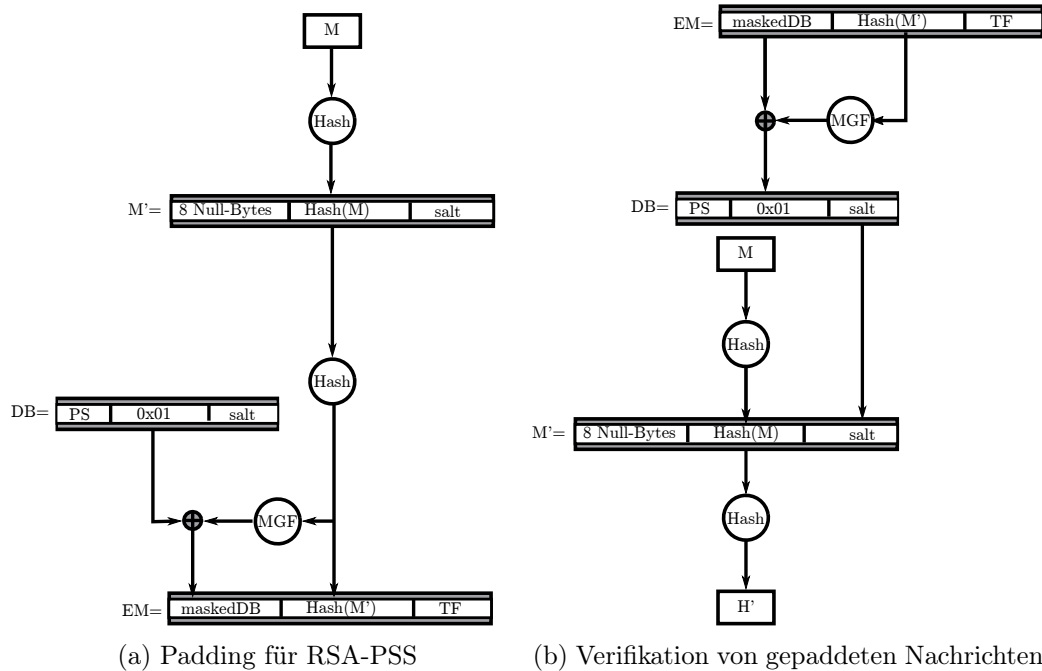 M
Hash
M'= 8 Null-Bytes Hash(M) salt
Hash
DB= PS 0x01 salt
MGF
EM= maskedDB Hash(M') TF
(a) Padding für RSA-PSS
EM= maskedDB Hash(M') TF
MGF
DB= PS 0x01 salt
M
Hash
M'= 8 Null-Bytes Hash(M) salt
Hash
H'
(b) Verifikation von gepaddeten Nachrichten